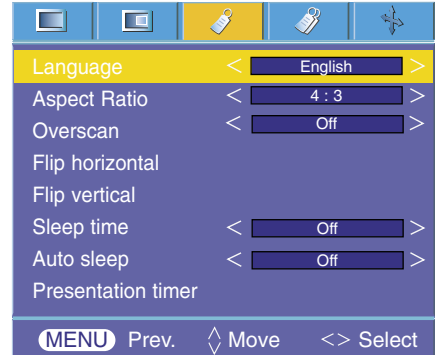 Language < English >
Aspect Ratio < 4 : 3 >
Overscan < Off >
Flip horizontal
Flip vertical
Sleep time < Off >
Auto sleep < Off >
Presentation timer
MENU Prev. Move <> Select